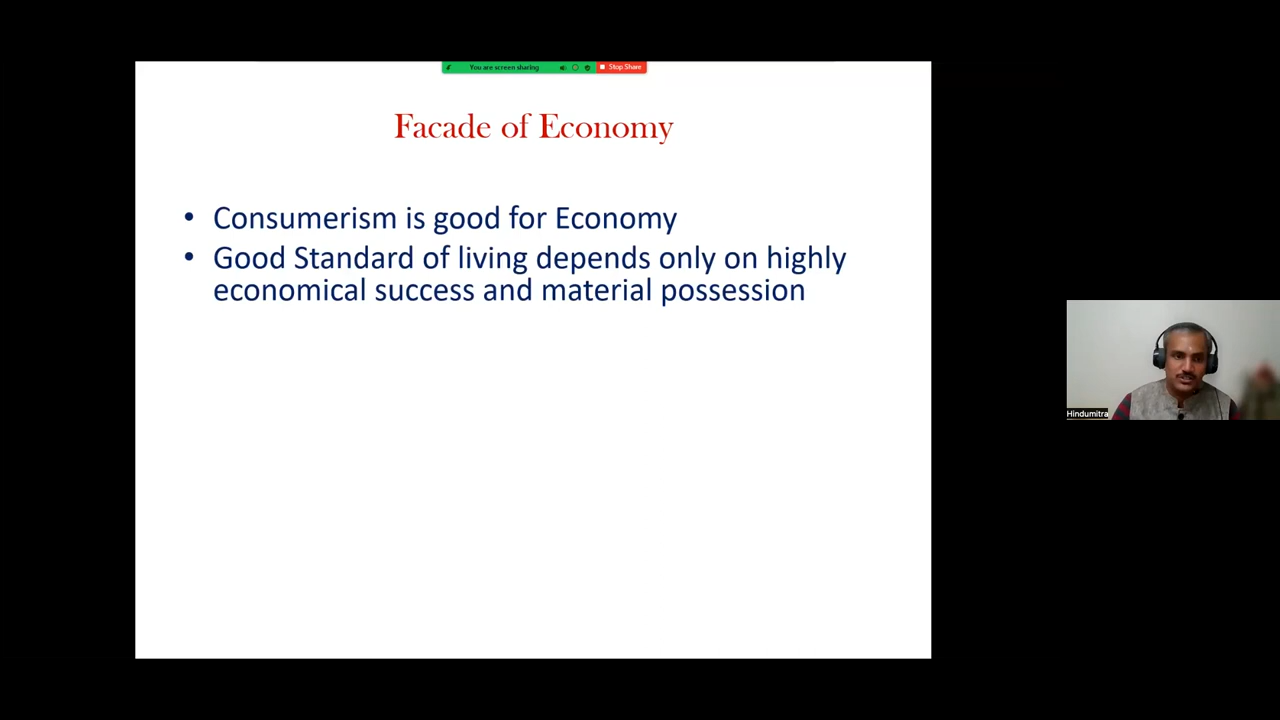 You are screen sharing
Stop Share
Facade of Economy
• Consumerism is good for Economy
• Good Standard of living depends only on highly
economical success and material possession
Hindumitra